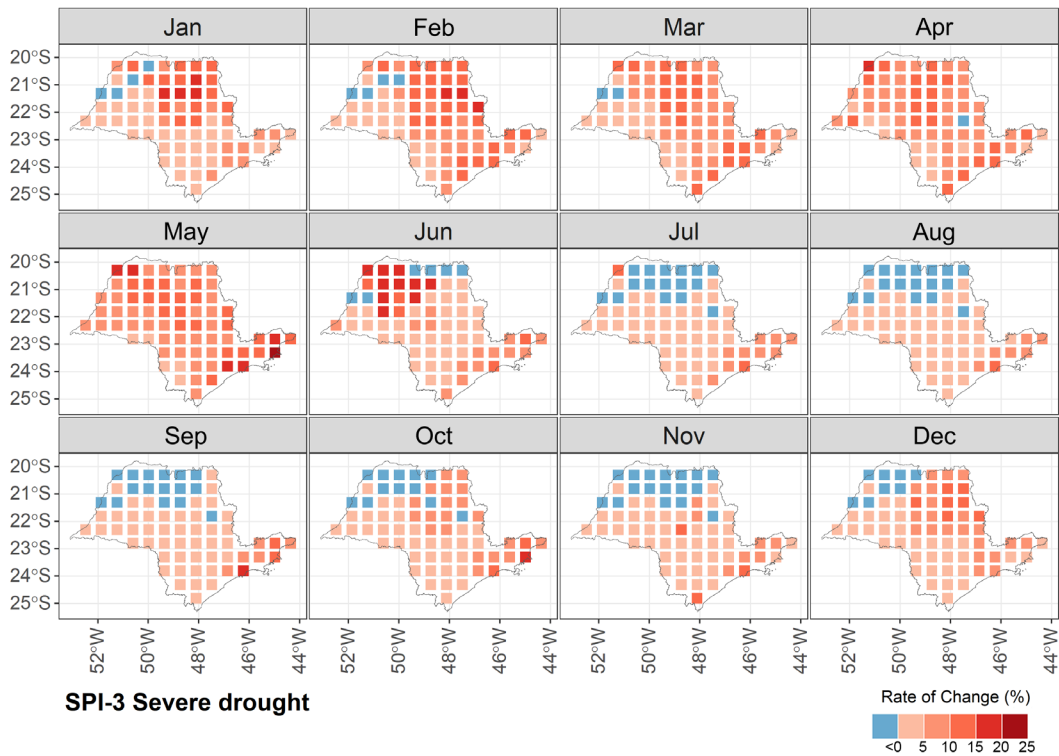 Jan Feb Mar Apr
20°S
21°S
22°S
23°S
24°S
25°S
May Jun Jul Aug
20°S
21°S
22°S
23°S
24°S
25°S
Sep Oct Nov Dec
20°S
21°S
22°S
23°S
24°S
25°S
52°W 50°W 48°W 46°W 44°W 52°W 50°W 48°W 46°W 44°W 52°W 50°W 48°W 46°W 44°W 52°W 50°W 48°W 46°W 44°W
SPI-3 Severe drought
Rate of Change (%)
<0 5 10 15 20 25